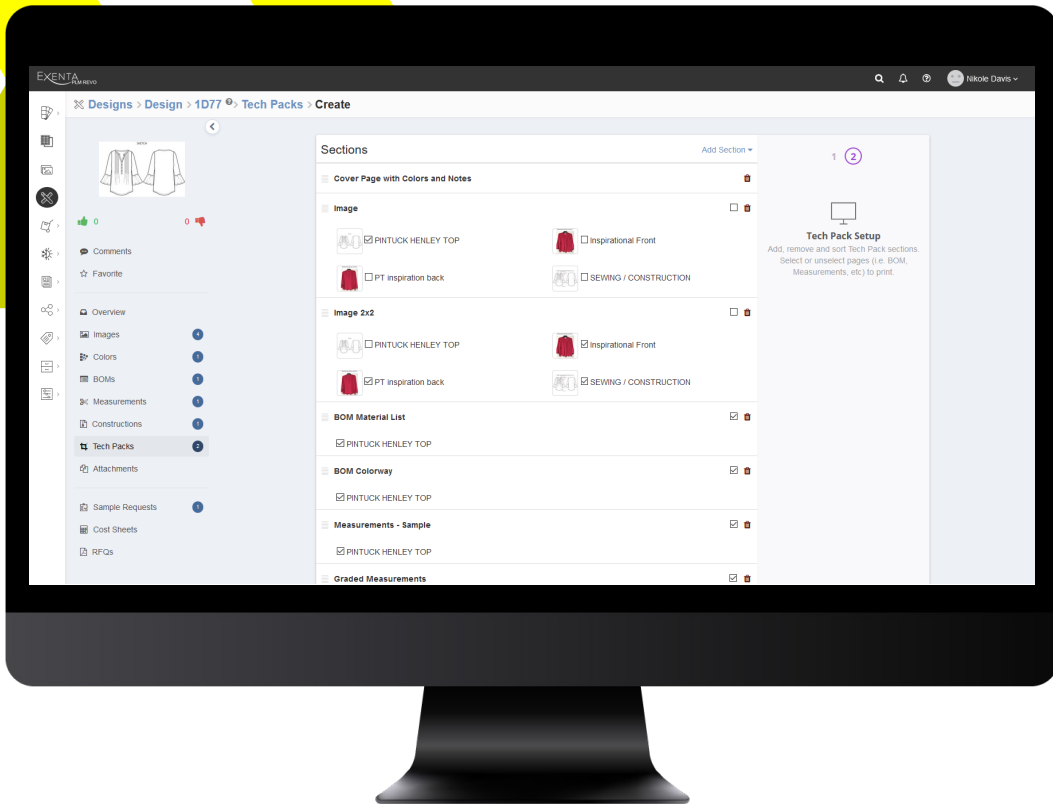 EXENTA
PLM REVO
Nikole Davis
Designs > Design > 1D77 > Tech Packs > Create
SKETCH
0
0
Comments
Favorite
Overview
Images 4
Colors 1
BOMs 1
Measurements 1
Constructions 1
Tech Packs 2
Attachments
Sample Requests 1
Cost Sheets
RFQs
Sections
Add Section
Cover Page with Colors and Notes
Image
PINTUCK HENLEY TOP
Inspirational Front
PT inspiration back
SEWING / CONSTRUCTION
Image 2x2
PINTUCK HENLEY TOP
Inspirational Front
PT inspiration back
SEWING / CONSTRUCTION
BOM Material List
PINTUCK HENLEY TOP
BOM Colorway
PINTUCK HENLEY TOP
Measurements - Sample
PINTUCK HENLEY TOP
Graded Measurements
1 2
Tech Pack Setup
Add, remove and sort Tech Pack sections.
Select or unselect pages (i.e. BOM,
Measurements, etc) to print.